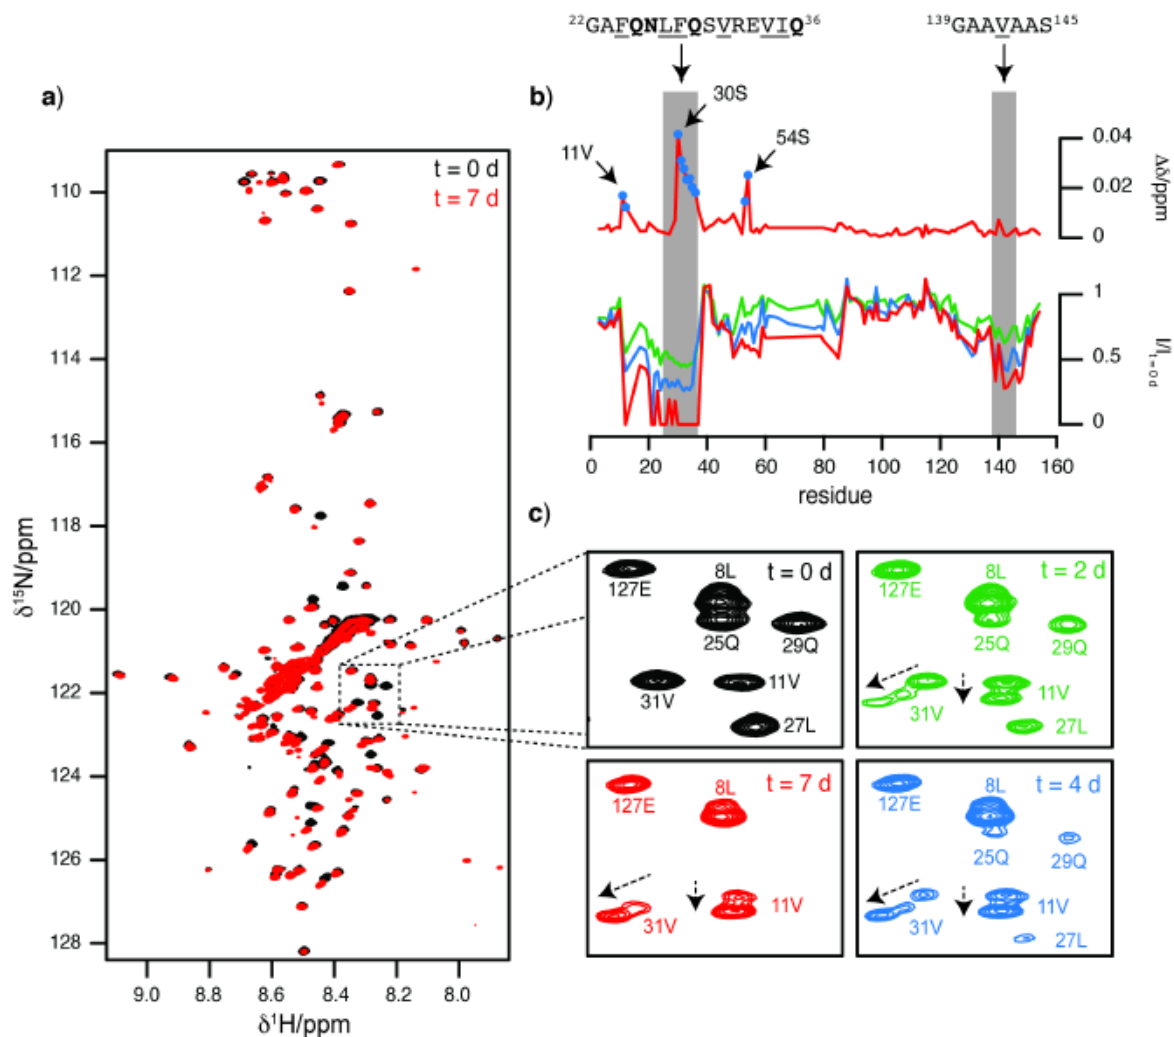 ²²GAFQNLFQSVREVIQ³⁶ ¹³⁹GAAVAAS¹⁴⁵
a)
t = 0 d
t = 7 d
110
112
114
116
118
120
122
124
126
128
δ¹⁵N/ppm
9.0 8.8 8.6 8.4 8.2 8.0
δ¹H/ppm
b)
30S
11V
54S
0.04
0.02
0
Δδ/ppm
1
0.5
0
I/I t = 0 d
0 20 40 60 80 100 120 140 160
residue
c)
t = 0 d
127E
8L
25Q
29Q
31V
11V
27L
t = 2 d
127E
8L
25Q
29Q
31V
11V
27L
t = 7 d
127E
8L
31V
11V
t = 4 d
127E
8L
25Q
29Q
31V
11V
27L